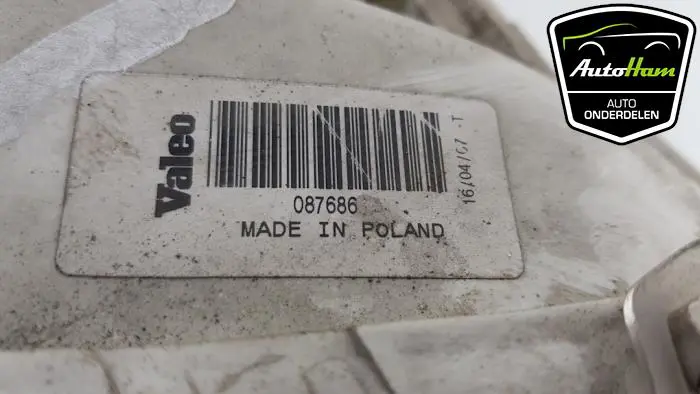 Valeo
087686
MADE IN POLAND
16/04/07 -T
AutoHam
AUTO
ONDERDELEN